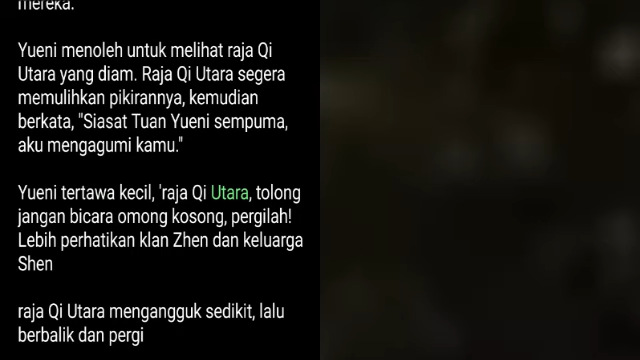 mereka.
Yueni menoleh untuk melihat raja Qi
Utara yang diam. Raja Qi Utara segera
memulihkan pikirannya, kemudian
berkata, "Siasat Tuan Yueni sempuma,
aku mengagumi kamu."
Yueni tertawa kecil, 'raja Qi Utara, tolong
jangan bicara omong kosong, pergilah!
Lebih perhatikan klan Zhen dan keluarga
Shen
raja Qi Utara mengangguk sedikit, lalu
berbalik dan pergi